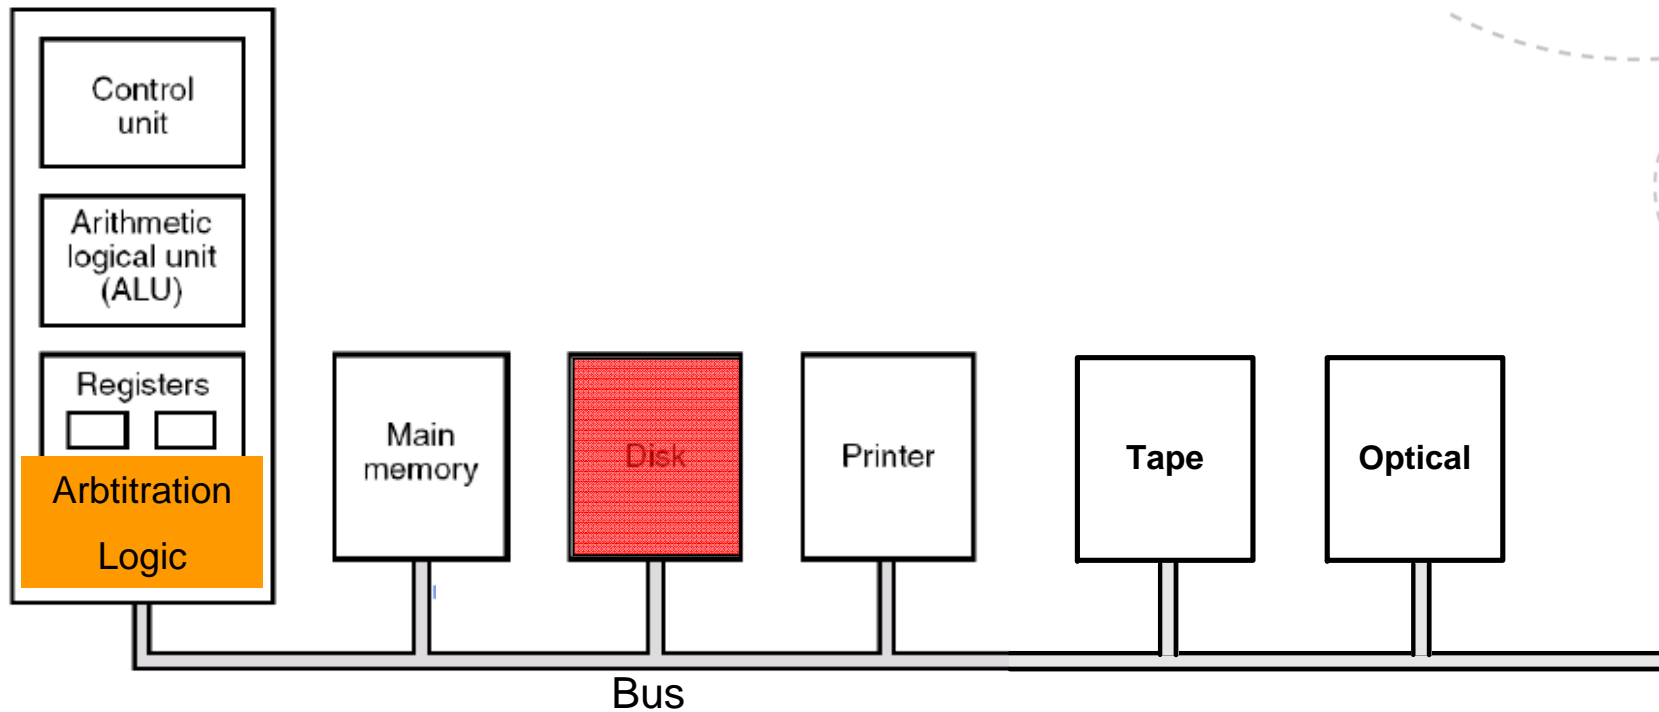 Control
unit
Arithmetic
logical unit
(ALU)
Registers
Arbtitration
Logic
Main
memory
Disk
Printer
Tape
Optical
Bus